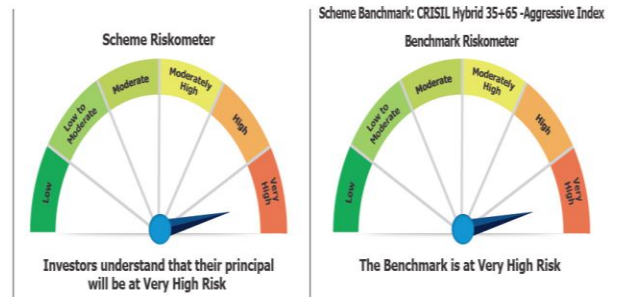 Scheme Riskometer
Low
Low to
Moderate
Moderate
Moderately
High
High
Very
High
Investors understand that their principal
will be at Very High Risk
Scheme Banchmark: CRISIL Hybrid 35+65 -Aggressive Index
Benchmark Riskometer
Low
Low to
Moderate
Moderate
Moderately
High
High
Very
High
The Benchmark is at Very High Risk